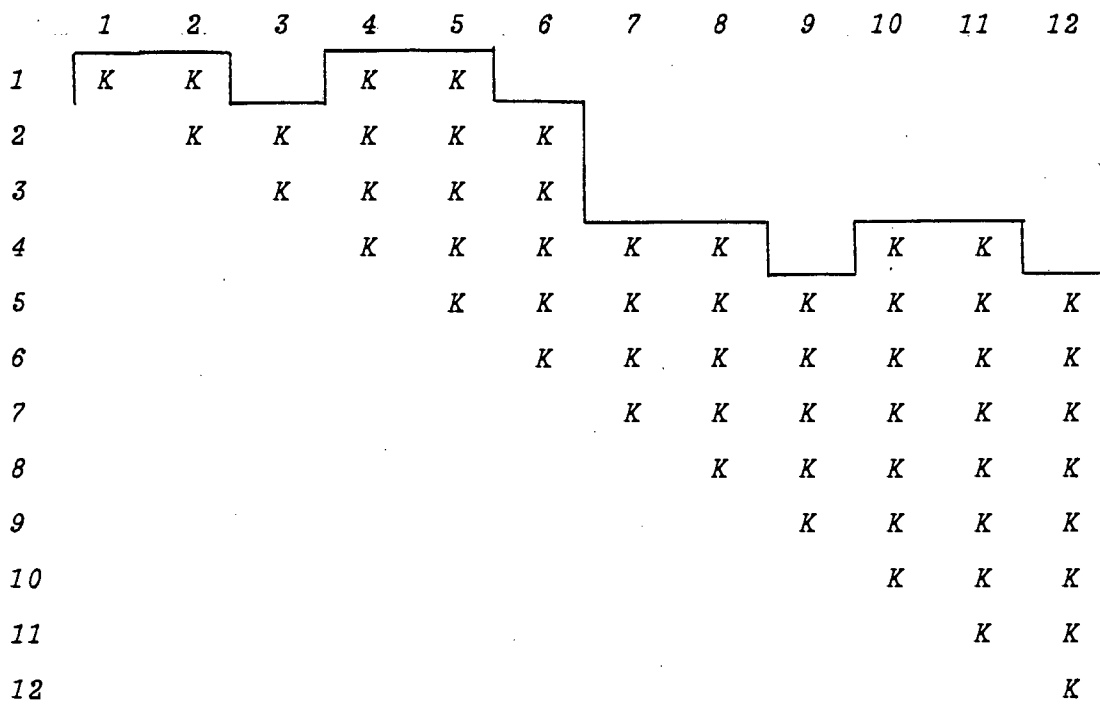 1 2 3 4 5 6 7 8 9 10 11 12
1 K K K K
2 K K K K K
3 K K K K
4 K K K K K K K
5 K K K K K K K K
6 K K K K K K K
7 K K K K K K
8 K K K K K
9 K K K K
10 K K K
11 K K
12 K